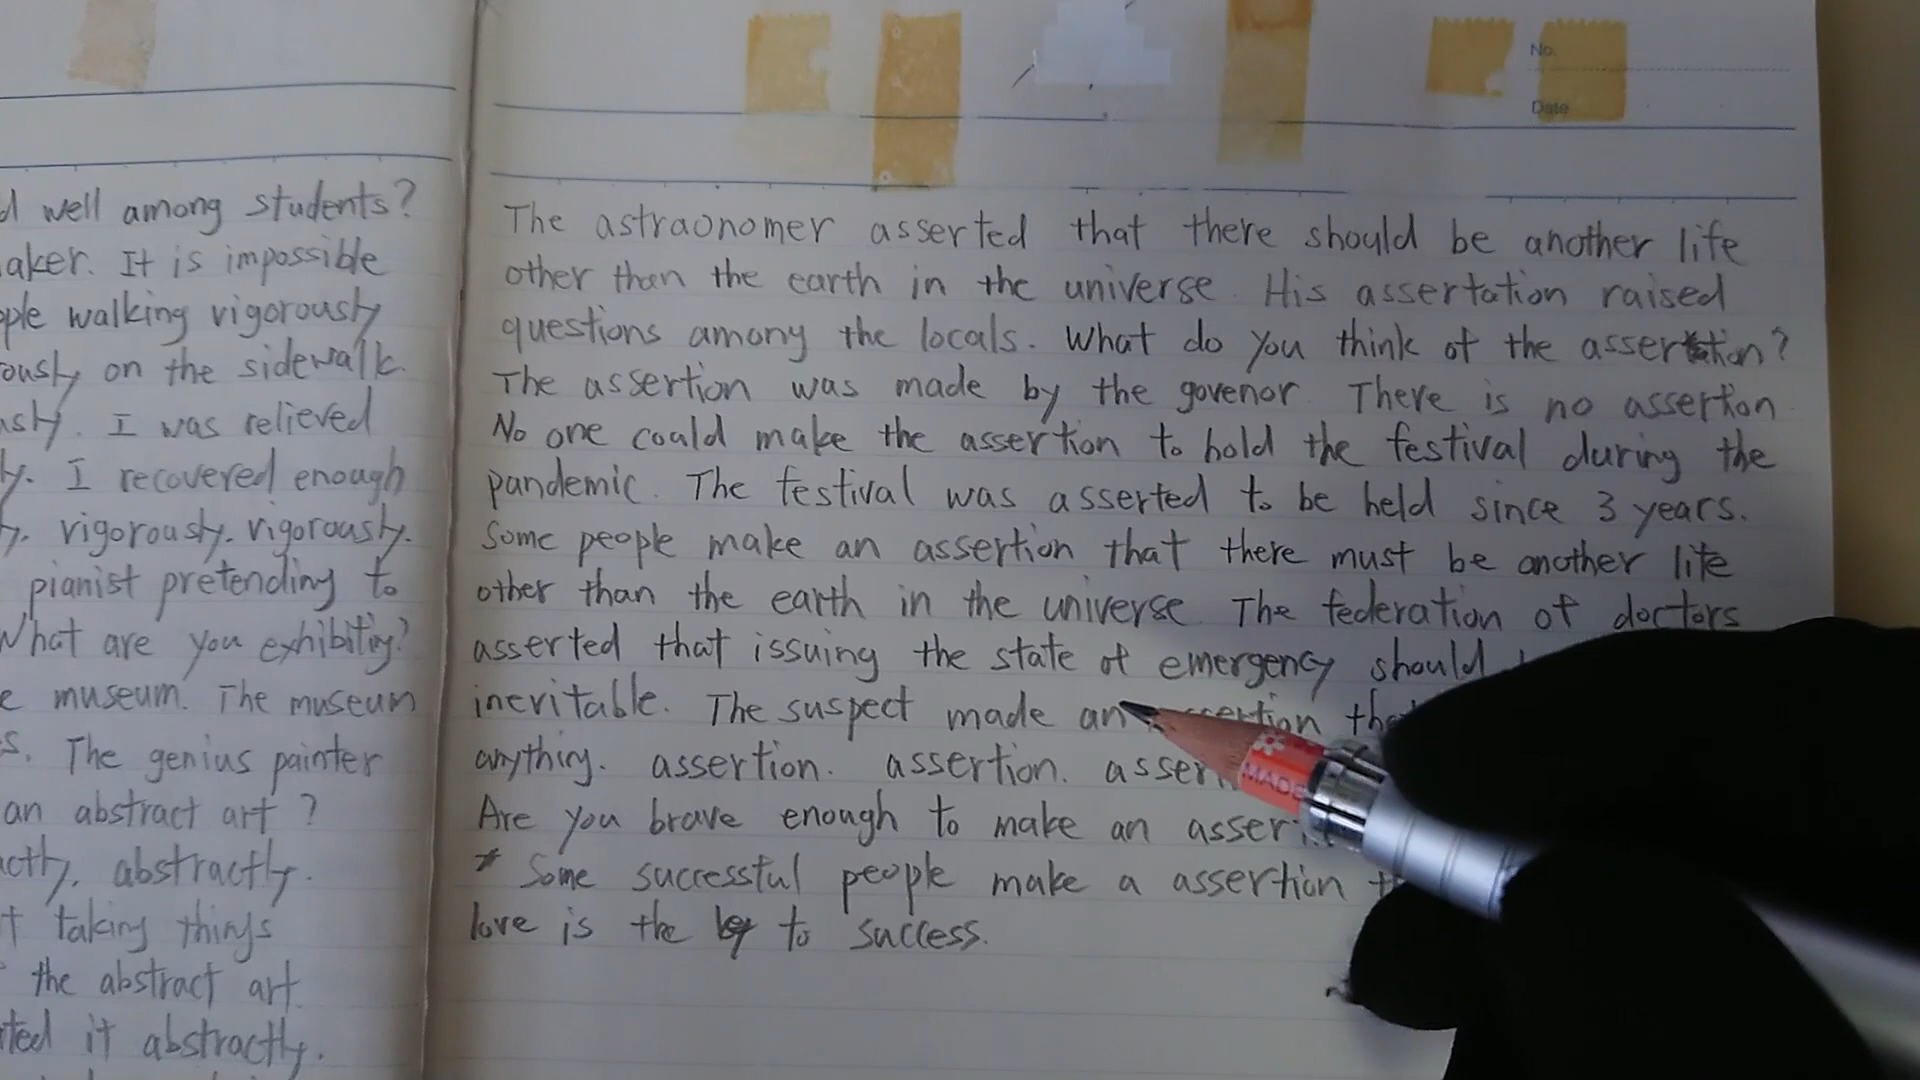 well among students?
It is impossible
walking vigorously
on the sidewalk.
I was relieved
I recovered enough
vigorously. vigorously.
pianist pretending to
What are you exhibitiy?
museum. The museum
The genius painter
an abstract art ?
abstractly.
taking things
the abstract art.
it abstractly.
No.
Date
The astraonomer asserted that there should be another life
other than the earth in the universe. His assertation raised
questions among the locals. What do you think of the assertion?
The assertion was made by the govenor. There is no assertion
No one could make the assertion to hold the festival during the
pandemic. The festival was asserted to be held since 3 years.
Some people make an assertion that there must be another life
other than the earth in the universe. The federation of doctors
asserted that issuing the state of emergency should
inevitable. The suspect made an
anything. assertion. assertion.
Are you brave enough to make an
* Some successful people make a assertion
love is the key to success.
MADE